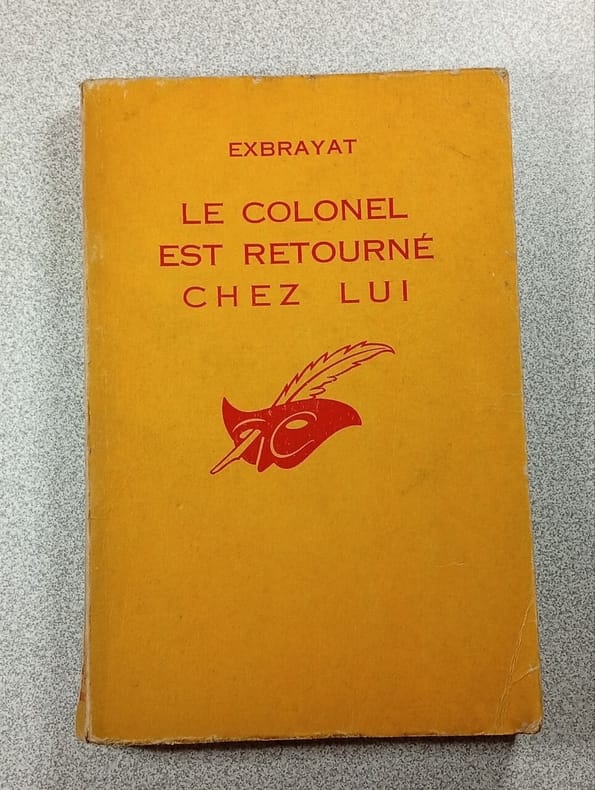 EXBRAYAT
LE COLONEL
EST RETOURNÉ
CHEZ LUI